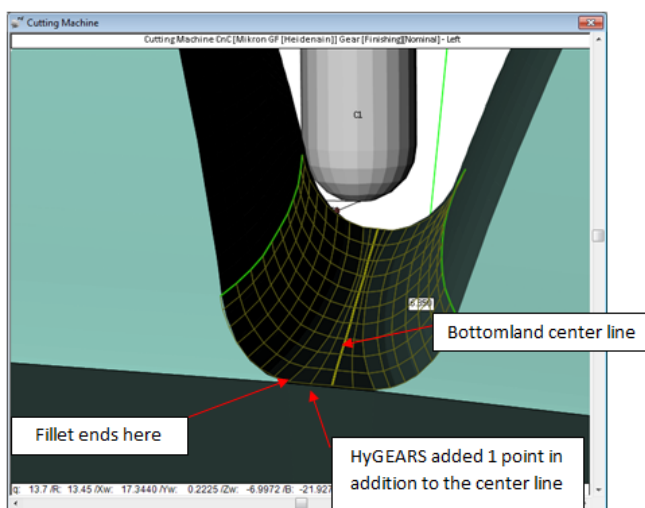 Cutting Machine
Cutting Machine CnC [Mikron GF [Heidenain]] Gear [Finishing][Nominal] - Left
C1
6.350
Bottomland center line
Fillet ends here
HyGEARS added 1 point in
addition to the center line
q: 13.7 /R: 13.45 /Xw: 17.3440 /Yw: 0.2225 /Zw: -6.9972 /B: -21.927